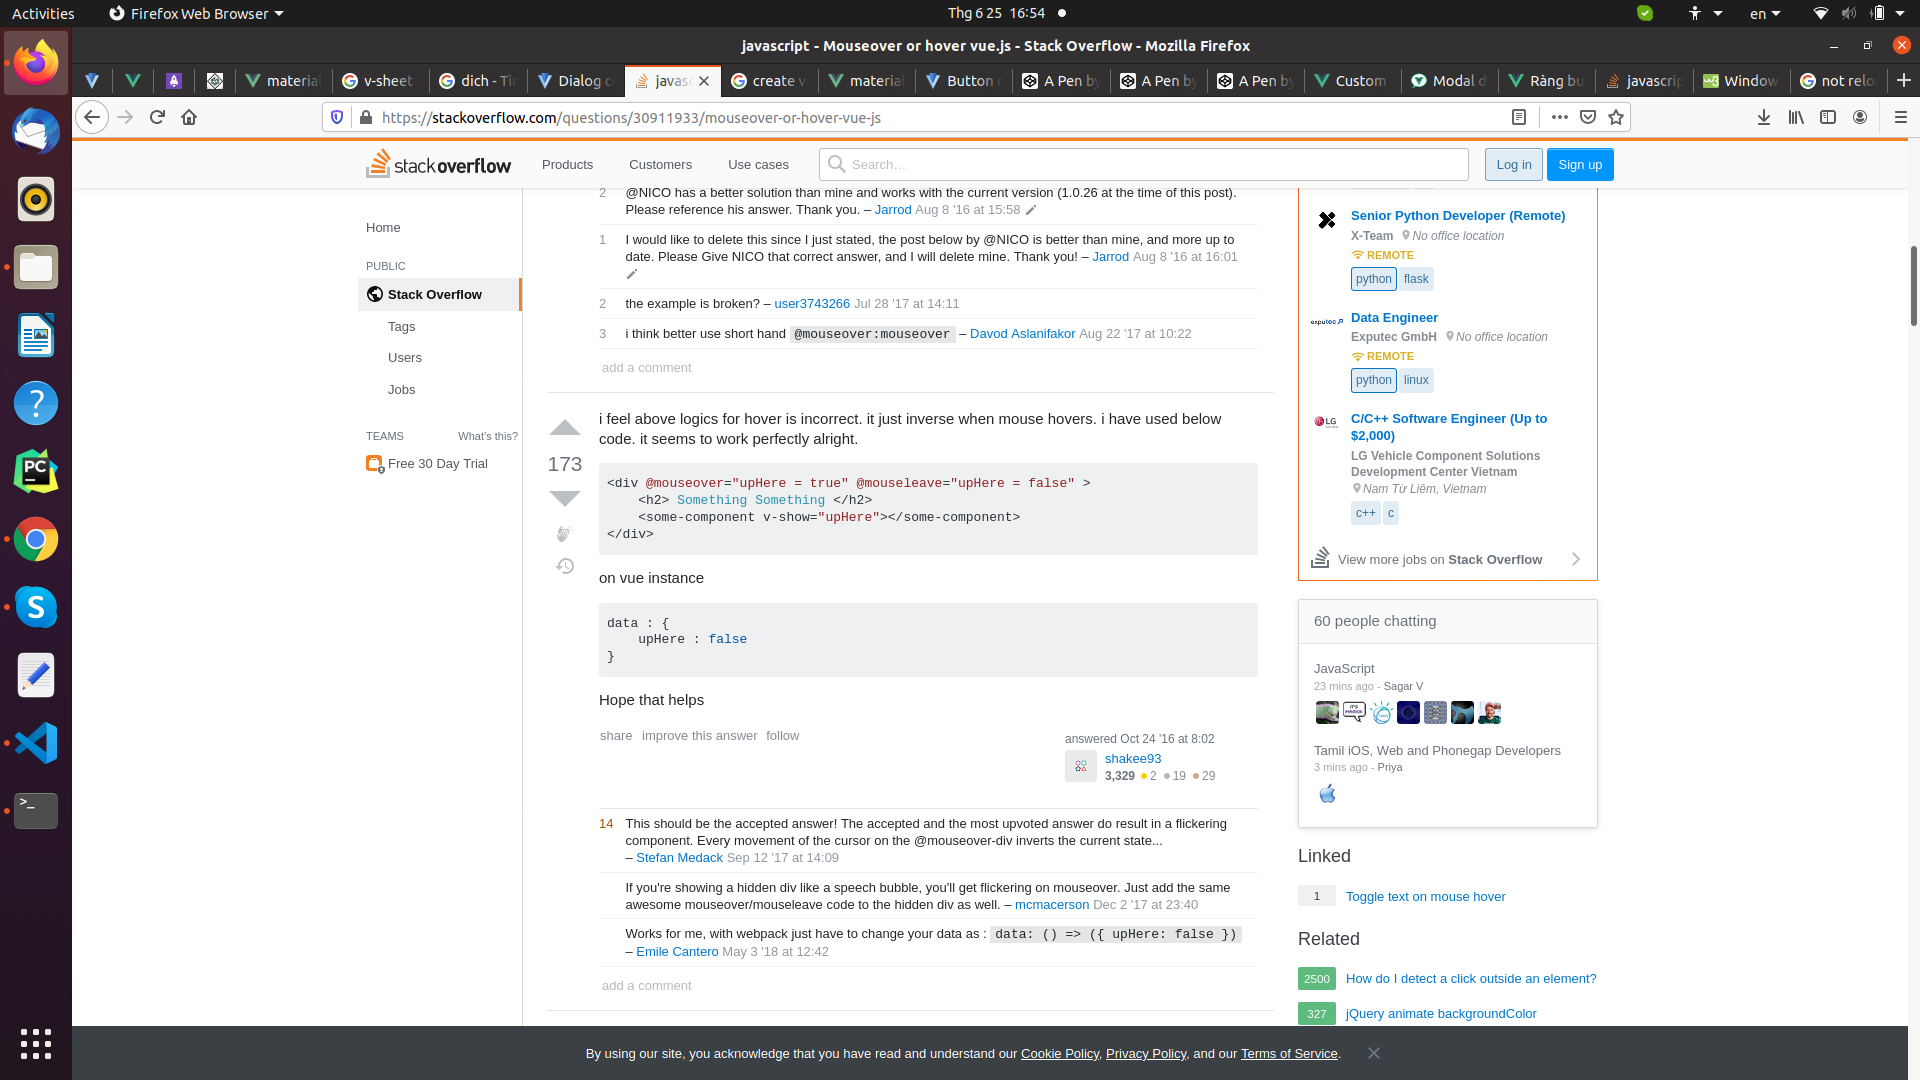 Activities
Firefox Web Browser
Thg 6 25 16:54
en
javascript - Mouseover or hover vue.js - Stack Overflow - Mozilla Firefox
material
v-sheet
dich - Tìr
Dialog c
javasc
create v
material
Button c
A Pen by
A Pen by
A Pen by
Custom
Modal d
Ràng bu
javascrip
Window
not relo
https://stackoverflow.com/questions/30911933/mouseover-or-hover-vue-js
stackoverflow
Products
Customers
Use cases
Search…
Log in
Sign up
Home
PUBLIC
Stack Overflow
Tags
Users
Jobs
TEAMS
What's this?
Free 30 Day Trial
2 @NICO has a better solution than mine and works with the current version (1.0.26 at the time of this post).
Please reference his answer. Thank you. – Jarrod Aug 8 '16 at 15:58
1 I would like to delete this since I just stated, the post below by @NICO is better than mine, and more up to
date. Please Give NICO that correct answer, and I will delete mine. Thank you! – Jarrod Aug 8 '16 at 16:01
2 the example is broken? – user3743266 Jul 28 '17 at 14:11
3 i think better use short hand @mouseover:mouseover – Davod Aslanifakor Aug 22 '17 at 10:22
add a comment
173
i feel above logics for hover is incorrect. it just inverse when mouse hovers. i have used below
code. it seems to work perfectly alright.
<div @mouseover="upHere = true" @mouseleave="upHere = false" >
    <h2> Something Something </h2>
    <some-component v-show="upHere"></some-component>
</div>
on vue instance
data : {
    upHere : false
}
Hope that helps
share improve this answer follow
answered Oct 24 '16 at 8:02
shakee93
3,329 2 19 29
14 This should be the accepted answer! The accepted and the most upvoted answer do result in a flickering
component. Every movement of the cursor on the @mouseover-div inverts the current state...
– Stefan Medack Sep 12 '17 at 14:09
If you're showing a hidden div like a speech bubble, you'll get flickering on mouseover. Just add the same
awesome mouseover/mouseleave code to the hidden div as well. – mcmacerson Dec 2 '17 at 23:40
Works for me, with webpack just have to change your data as : data: () => ({ upHere: false })
– Emile Cantero May 3 '18 at 12:42
add a comment
Senior Python Developer (Remote)
X-Team No office location
REMOTE
python flask
exputec
Data Engineer
Exputec GmbH No office location
REMOTE
python linux
LG
C/C++ Software Engineer (Up to
$2,000)
LG Vehicle Component Solutions
Development Center Vietnam
Nam Từ Liêm, Vietnam
c++ c
View more jobs on Stack Overflow
60 people chatting
JavaScript
23 mins ago - Sagar V
Tamil iOS, Web and Phonegap Developers
3 mins ago - Priya
Linked
1 Toggle text on mouse hover
Related
2500 How do I detect a click outside an element?
327 jQuery animate backgroundColor
By using our site, you acknowledge that you have read and understand our Cookie Policy, Privacy Policy, and our Terms of Service.